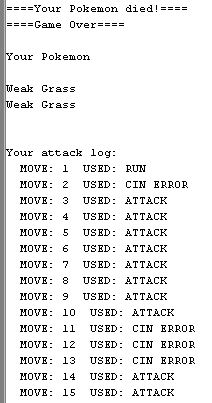 ====Your Pokemon died!====
====Game Over====
Your Pokemon
Weak Grass
Weak Grass
Your attack log:
MOVE: 1 USED: RUN
MOVE: 2 USED: CIN ERROR
MOVE: 3 USED: ATTACK
MOVE: 4 USED: ATTACK
MOVE: 5 USED: ATTACK
MOVE: 6 USED: ATTACK
MOVE: 7 USED: ATTACK
MOVE: 8 USED: ATTACK
MOVE: 9 USED: ATTACK
MOVE: 10 USED: ATTACK
MOVE: 11 USED: CIN ERROR
MOVE: 12 USED: CIN ERROR
MOVE: 13 USED: CIN ERROR
MOVE: 14 USED: ATTACK
MOVE: 15 USED: ATTACK